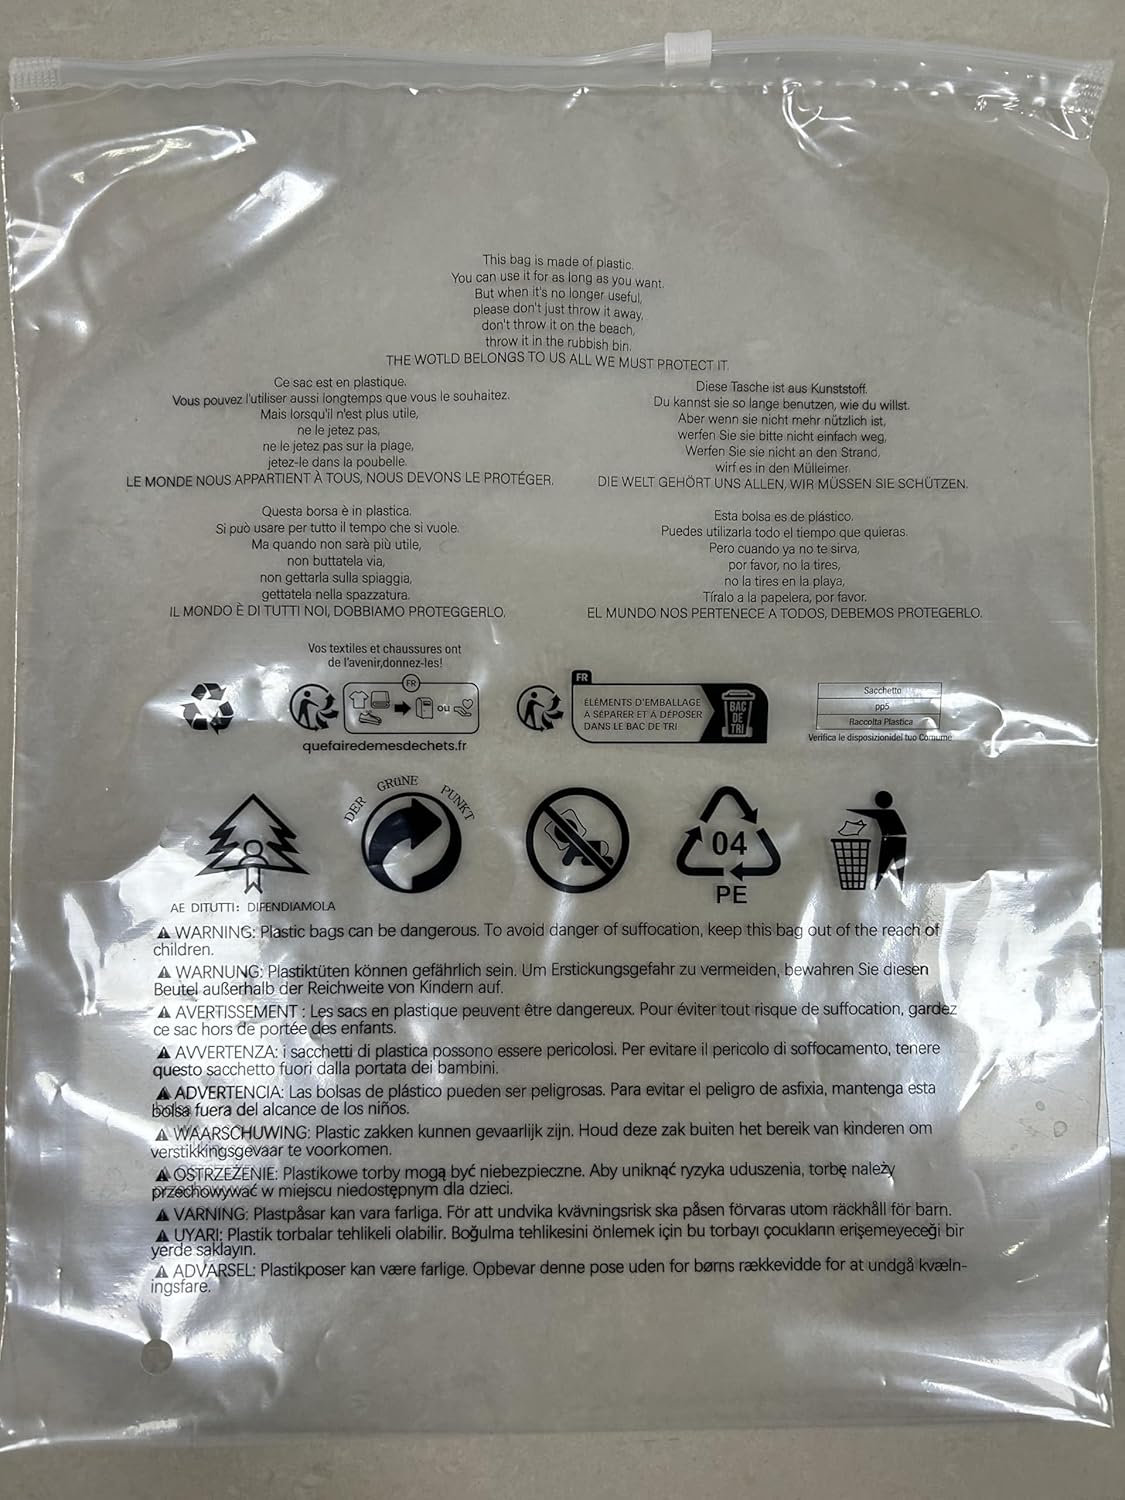 This bag is made of plastic.
You can use it for as long as you want.
But when it's no longer useful,
please don't just throw it away,
don't throw it on the beach,
throw it in the rubbish bin.
THE WOTLD BELONGS TO US ALL WE MUST PROTECT IT.
Ce sac est en plastique.
Vous pouvez l'utiliser aussi longtemps que vous le souhaitez.
Mais lorsqu'il n'est plus utile,
ne le jetez pas,
ne le jetez pas sur la plage,
jetez-le dans la poubelle.
LE MONDE NOUS APPARTIENT À TOUS, NOUS DEVONS LE PROTÉGER.
Diese Tasche ist aus Kunststoff.
Du kannst sie so lange benutzen, wie du willst.
Aber wenn sie nicht mehr nützlich ist,
werfen Sie sie bitte nicht einfach weg,
Werfen Sie sie nicht an den Strand,
wirf es in den Mülleimer.
DIE WELT GEHÖRT UNS ALLEN, WIR MÜSSEN SIE SCHÜTZEN.
Questa borsa è in plastica.
Si può usare per tutto il tempo che si vuole.
Ma quando non sarà più utile,
non buttatela via,
non gettarla sulla spiaggia,
gettatela nella spazzatura.
IL MONDO È DI TUTTI NOI, DOBBIAMO PROTEGGERLO.
Esta bolsa es de plástico.
Puedes utilizarla todo el tiempo que quieras.
Pero cuando ya no te sirva,
por favor, no la tires,
no la tires en la playa,
Tíralo a la papelera, por favor.
EL MUNDO NOS PERTENECE A TODOS, DEBEMOS PROTEGERLO.
Vos textiles et chaussures ont
de l'avenir,donnez-les!
FR
ou
quefairedemesdechets.fr
FR
ÉLÉMENTS D'EMBALLAGE
À SÉPARER ET À DÉPOSER
DANS LE BAC DE TRI
BAC
DE
TRI
Sacchetto
pp5
Raccolta Plastica
Verifica le disposizionidel tuo Comune
DER GRüNE PUNKT
04
PE
AE DITUTTI: DIFENDIAMOLA
⚠ WARNING: Plastic bags can be dangerous. To avoid danger of suffocation, keep this bag out of the reach of
children.
⚠ WARNUNG: Plastiktüten können gefährlich sein. Um Erstickungsgefahr zu vermeiden, bewahren Sie diesen
Beutel außerhalb der Reichweite von Kindern auf.
⚠ AVERTISSEMENT : Les sacs en plastique peuvent être dangereux. Pour éviter tout risque de suffocation, gardez
ce sac hors de portée des enfants.
⚠ AVVERTENZA: i sacchetti di plastica possono essere pericolosi. Per evitare il pericolo di soffocamento, tenere
questo sacchetto fuori dalla portata dei bambini.
⚠ ADVERTENCIA: Las bolsas de plástico pueden ser peligrosas. Para evitar el peligro de asfixia, mantenga esta
bolsa fuera del alcance de los niños.
⚠ WAARSCHUWING: Plastic zakken kunnen gevaarlijk zijn. Houd deze zak buiten het bereik van kinderen om
verstikkingsgevaar te voorkomen.
⚠ OSTRZEŻENIE: Plastikowe torby mogą być niebezpieczne. Aby uniknąć ryzyka uduszenia, torbę należy
przechowywać w miejscu niedostępnym dla dzieci.
⚠ VARNING: Plastpåsar kan vara farliga. För att undvika kvävningsrisk ska påsen förvaras utom räckhåll för barn.
⚠ UYARI: Plastik torbalar tehlikeli olabilir. Boğulma tehlikesini önlemek için bu torbayı çocukların erişemeyeceği bir
yerde saklayın.
⚠ ADVARSEL: Plastikposer kan være farlige. Opbevar denne pose uden for børns rækkevidde for at undgå kvæln-
ingsfare.